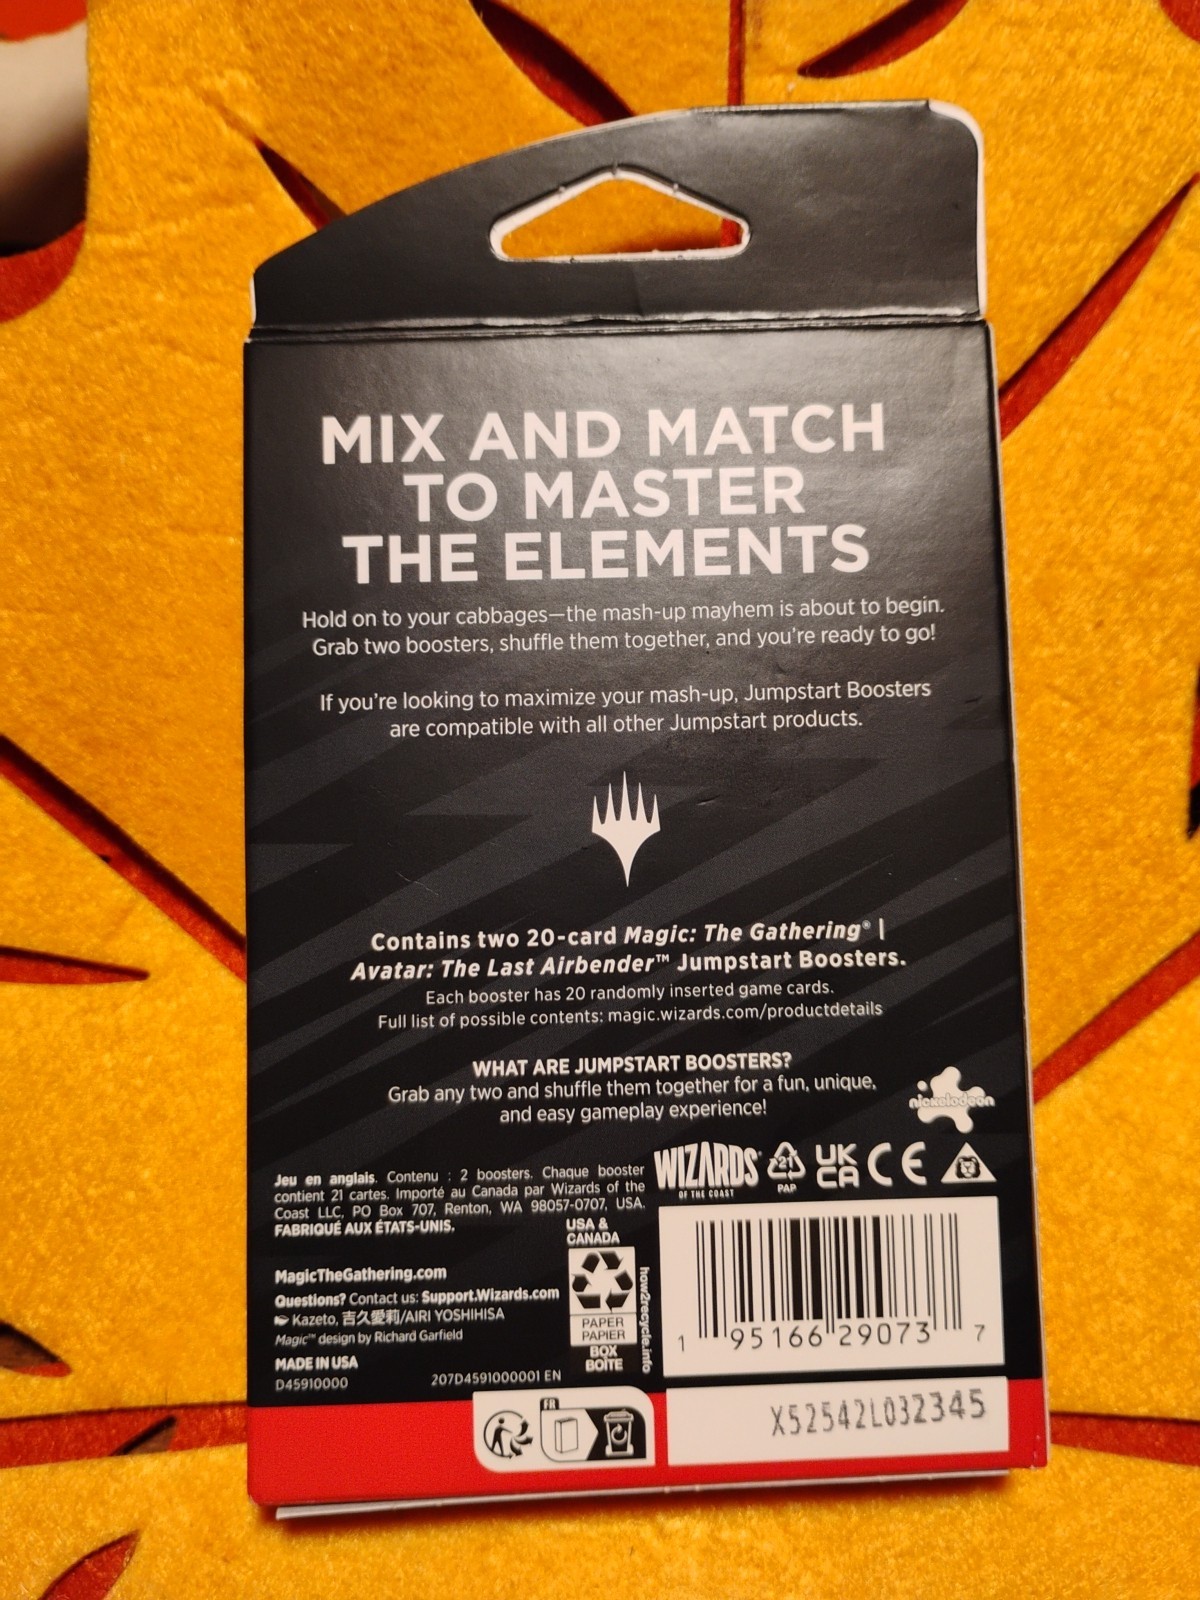 MIX AND MATCH
TO MASTER
THE ELEMENTS
Hold on to your cabbages—the mash-up mayhem is about to begin.
Grab two boosters, shuffle them together, and you're ready to go!
If you're looking to maximize your mash-up, Jumpstart Boosters
are compatible with all other Jumpstart products.
Contains two 20-card Magic: The Gathering® |
Avatar: The Last Airbender™ Jumpstart Boosters.
Each booster has 20 randomly inserted game cards.
Full list of possible contents: magic.wizards.com/productdetails
WHAT ARE JUMPSTART BOOSTERS?
Grab any two and shuffle them together for a fun, unique,
and easy gameplay experience!
nickelodeon
Jeu en anglais. Contenu : 2 boosters. Chaque booster
contient 21 cartes. Importé au Canada par Wizards of the
Coast LLC, PO Box 707, Renton, WA 98057-0707, USA.
FABRIQUÉ AUX ÉTATS-UNIS.
WIZARDS®
OF THE COAST
21
PAP
UK
CA
CE
MagicTheGathering.com
Questions? Contact us: Support.Wizards.com
Kazeto, 吉久愛莉/AIRI YOSHIHISA
Magic™ design by Richard Garfield
MADE IN USA
D45910000
207D4591000001 EN
USA &
CANADA
PAPER
PAPIER
BOX
BOÎTE
how2recycle.info
1 95166 29073 7
FR
X52542L032345